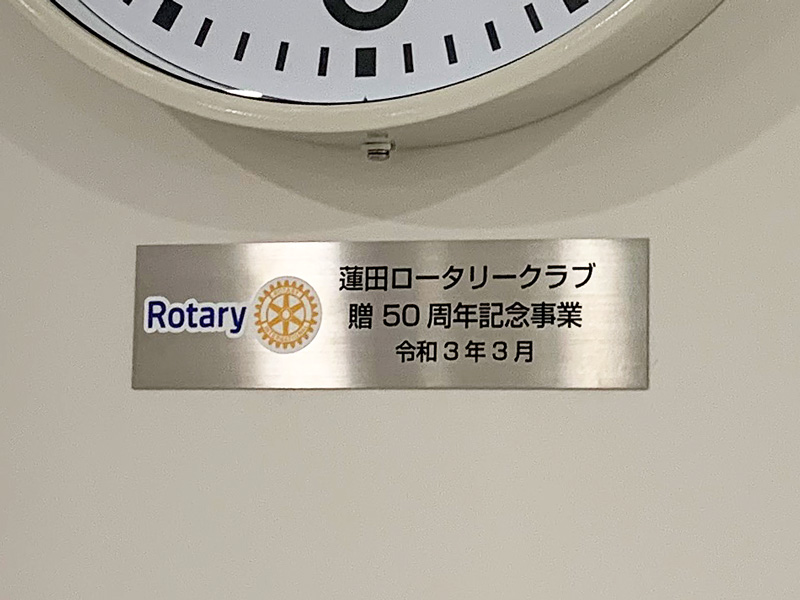 Rotary
蓮田ロータリークラブ
贈 50 周年記念事業
令和 3 年 3 月